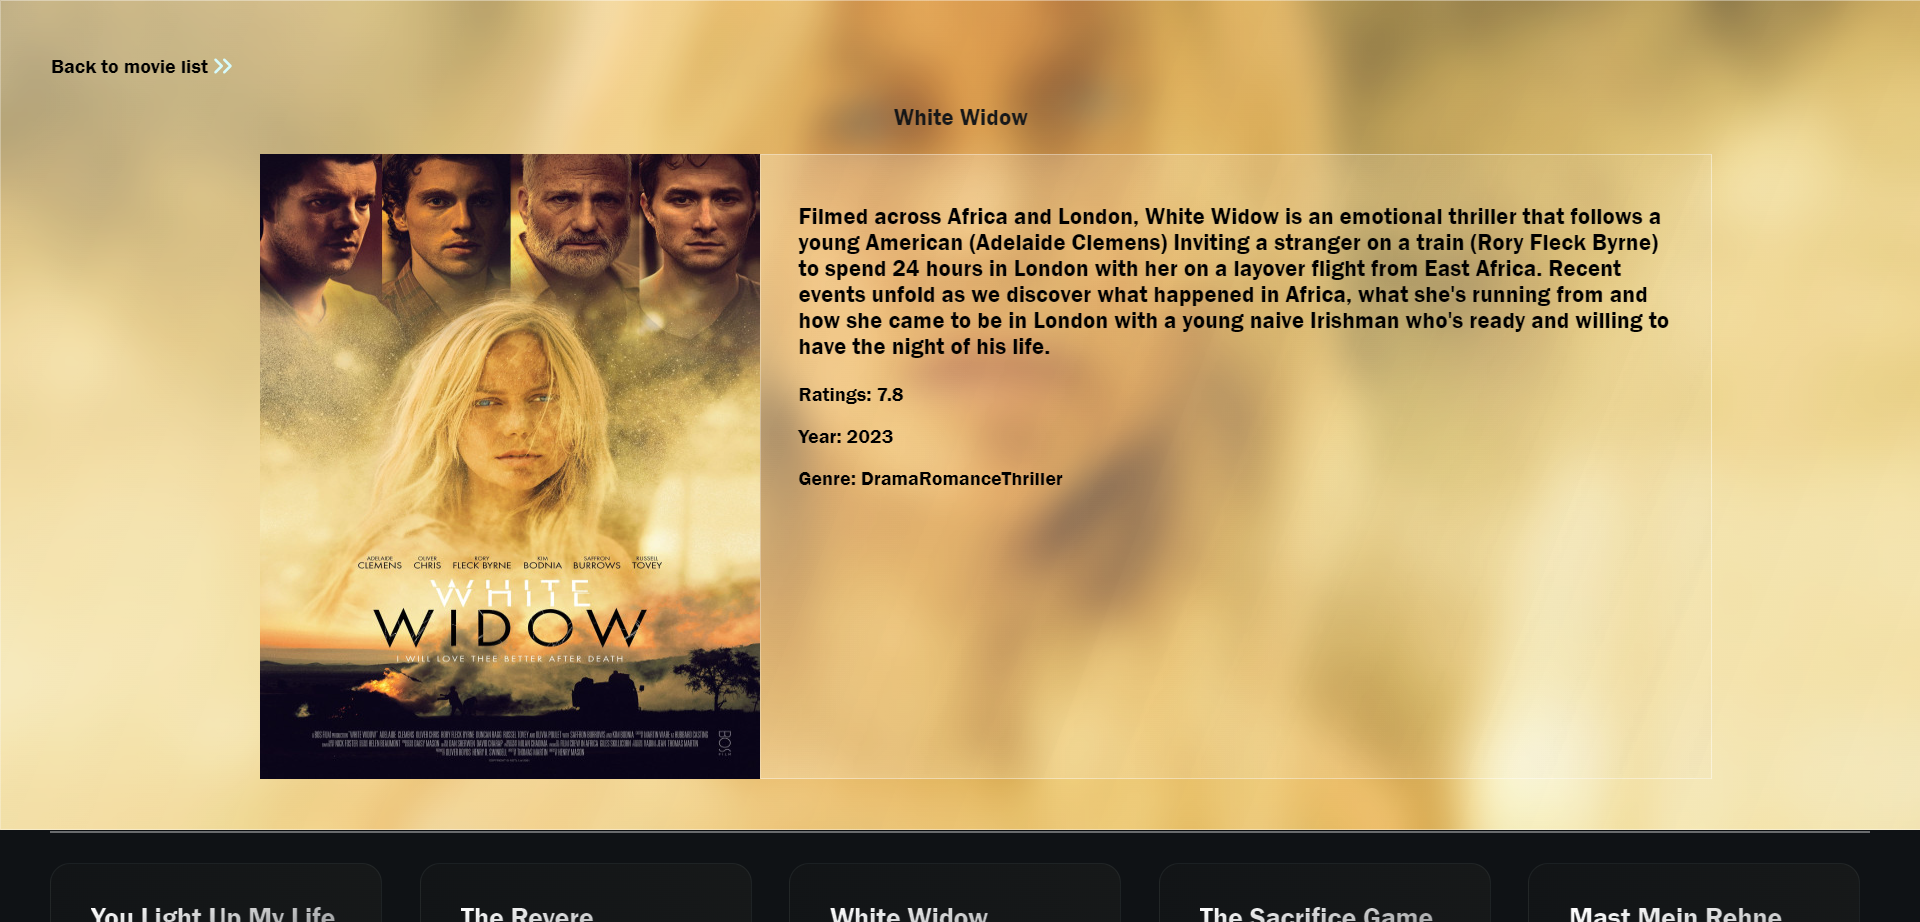 Back to movie list
White Widow
Filmed across Africa and London, White Widow is an emotional thriller that follows a
young American (Adelaide Clemens) Inviting a stranger on a train (Rory Fleck Byrne)
to spend 24 hours in London with her on a layover flight from East Africa. Recent
events unfold as we discover what happened in Africa, what she's running from and
how she came to be in London with a young naive Irishman who's ready and willing to
have the night of his life.
Ratings: 7.8
Year: 2023
Genre: DramaRomanceThriller
ADELAIDE CLEMENS OLIVER CHRIS RORY FLECK BYRNE KIM BODNIA SAFFRON BURROWS RUSSELL TOVEY
WHITE
WIDOW
I WILL LOVE THEE BETTER AFTER DEATH
BOS
You Light Up My Life
The Revere
White Widow
The Sacrifice Game
Mast Mein Rehne